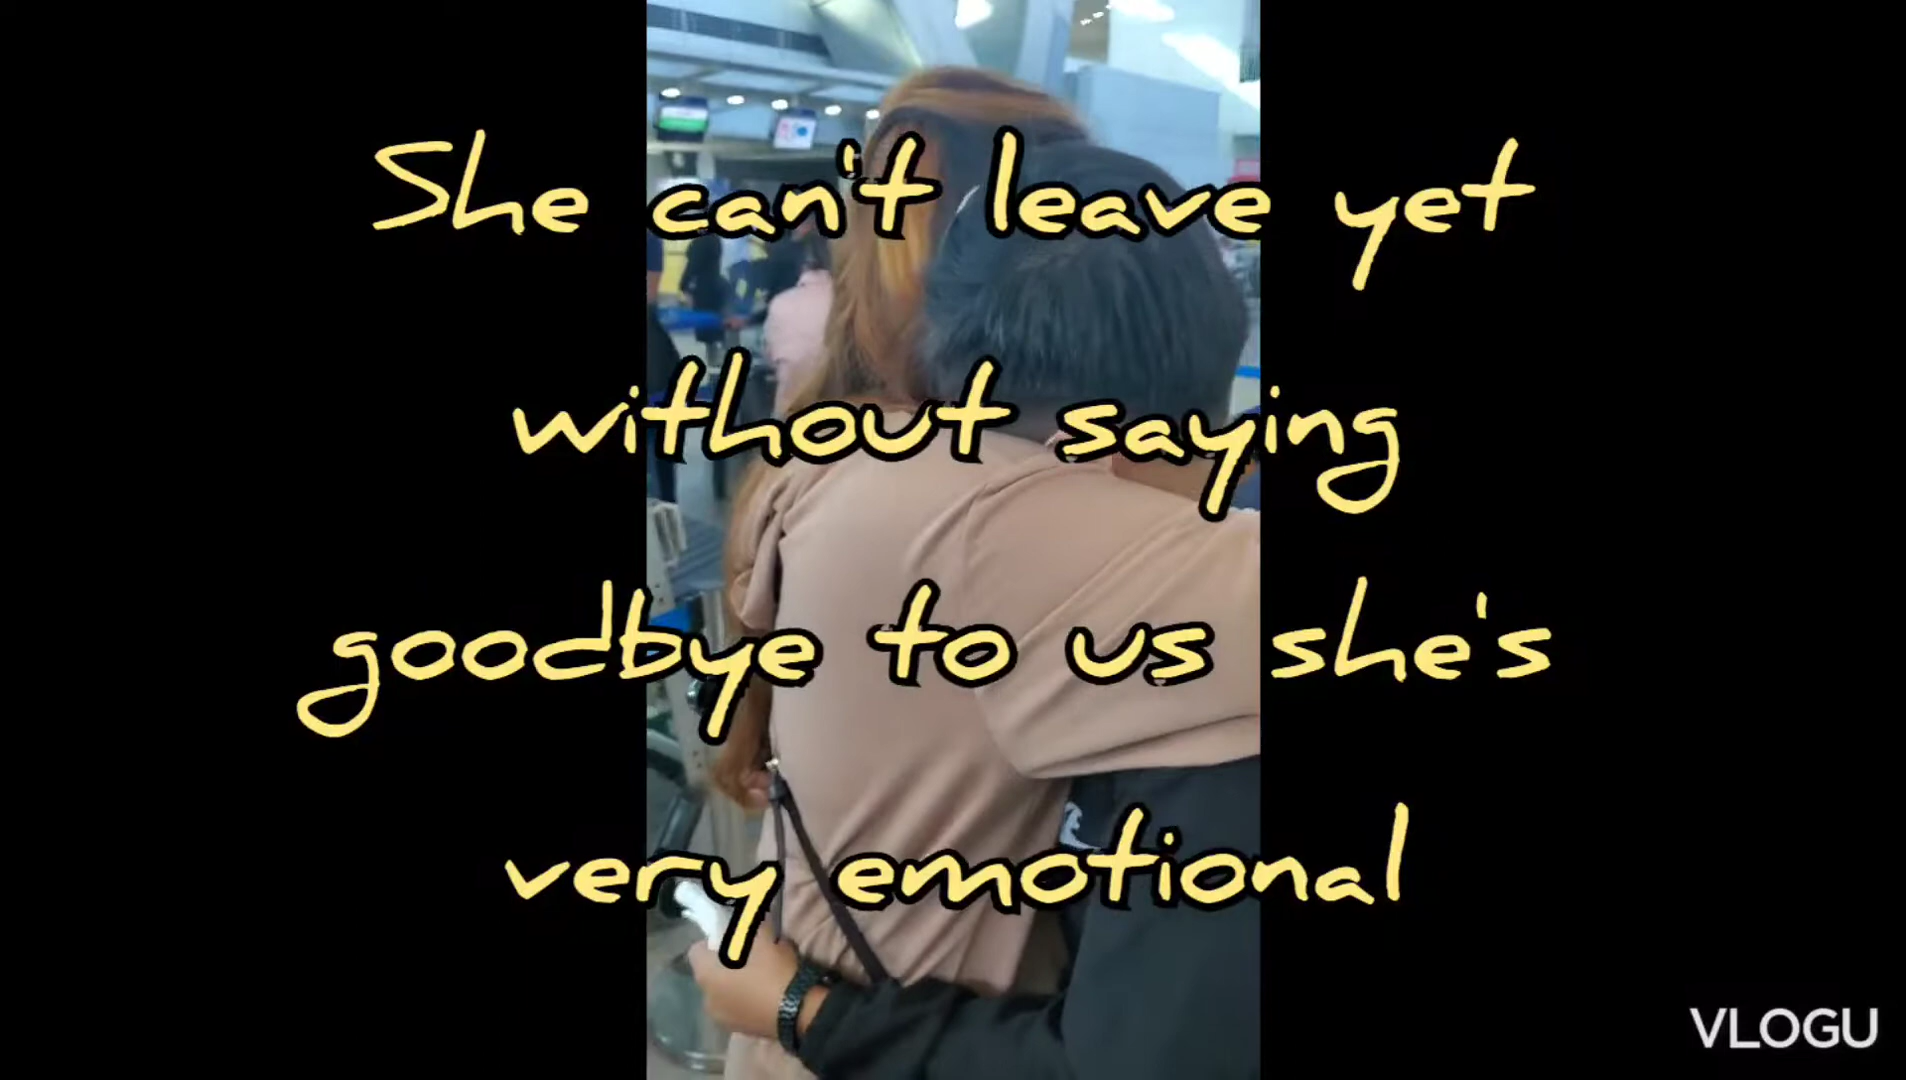 She can't leave yet
without saying
goodbye to us she's
very emotional
VLOGU